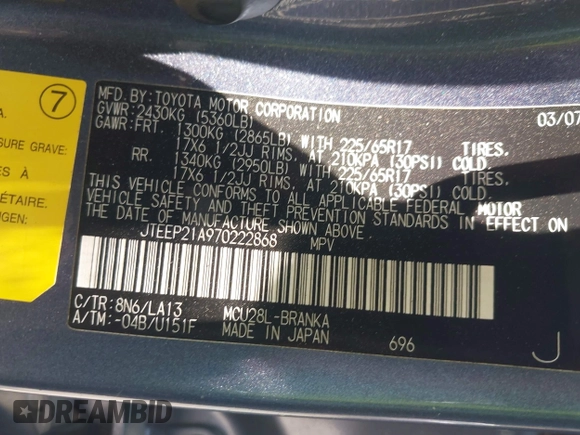 7
A.
SURE GRAVE:
À
ÉTAIRE.
NGEN:
MFD. BY: TOYOTA MOTOR CORPORATION 03/07
GVWR: 2430KG (5360LB)
GAWR: FRT. 1300KG (2865LB) WITH 225/65R17 TIRES,
17X6 1/2JJ RIMS, AT 210KPA (30PSI) COLD.
RR. 1340KG (2950LB) WITH 225/65R17 TIRES,
17X6 1/2JJ RIMS, AT 210KPA (30PSI) COLD.
THIS VEHICLE CONFORMS TO ALL APPLICABLE FEDERAL MOTOR
VEHICLE SAFETY AND THEFT PREVENTION STANDARDS IN EFFECT ON
THE DATE OF MANUFACTURE SHOWN ABOVE.
JTEEP21A970222868 MPV
C/TR: 8N6/LA13 MCU28L-BRANKA
A/TM: -04B/U151F MADE IN JAPAN 696 J
DREAMBID